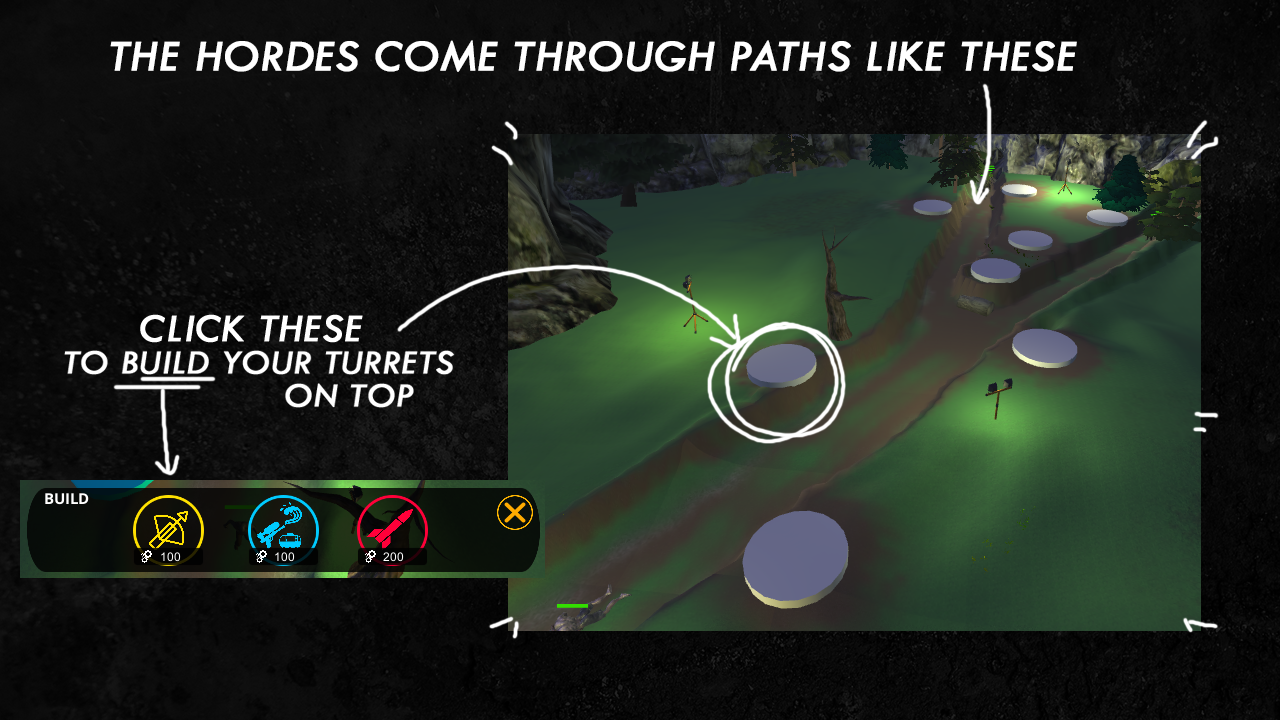 THE HORDES COME THROUGH PATHS LIKE THESE
CLICK THESE
TO BUILD YOUR TURRETS
ON TOP
BUILD
100
100
200